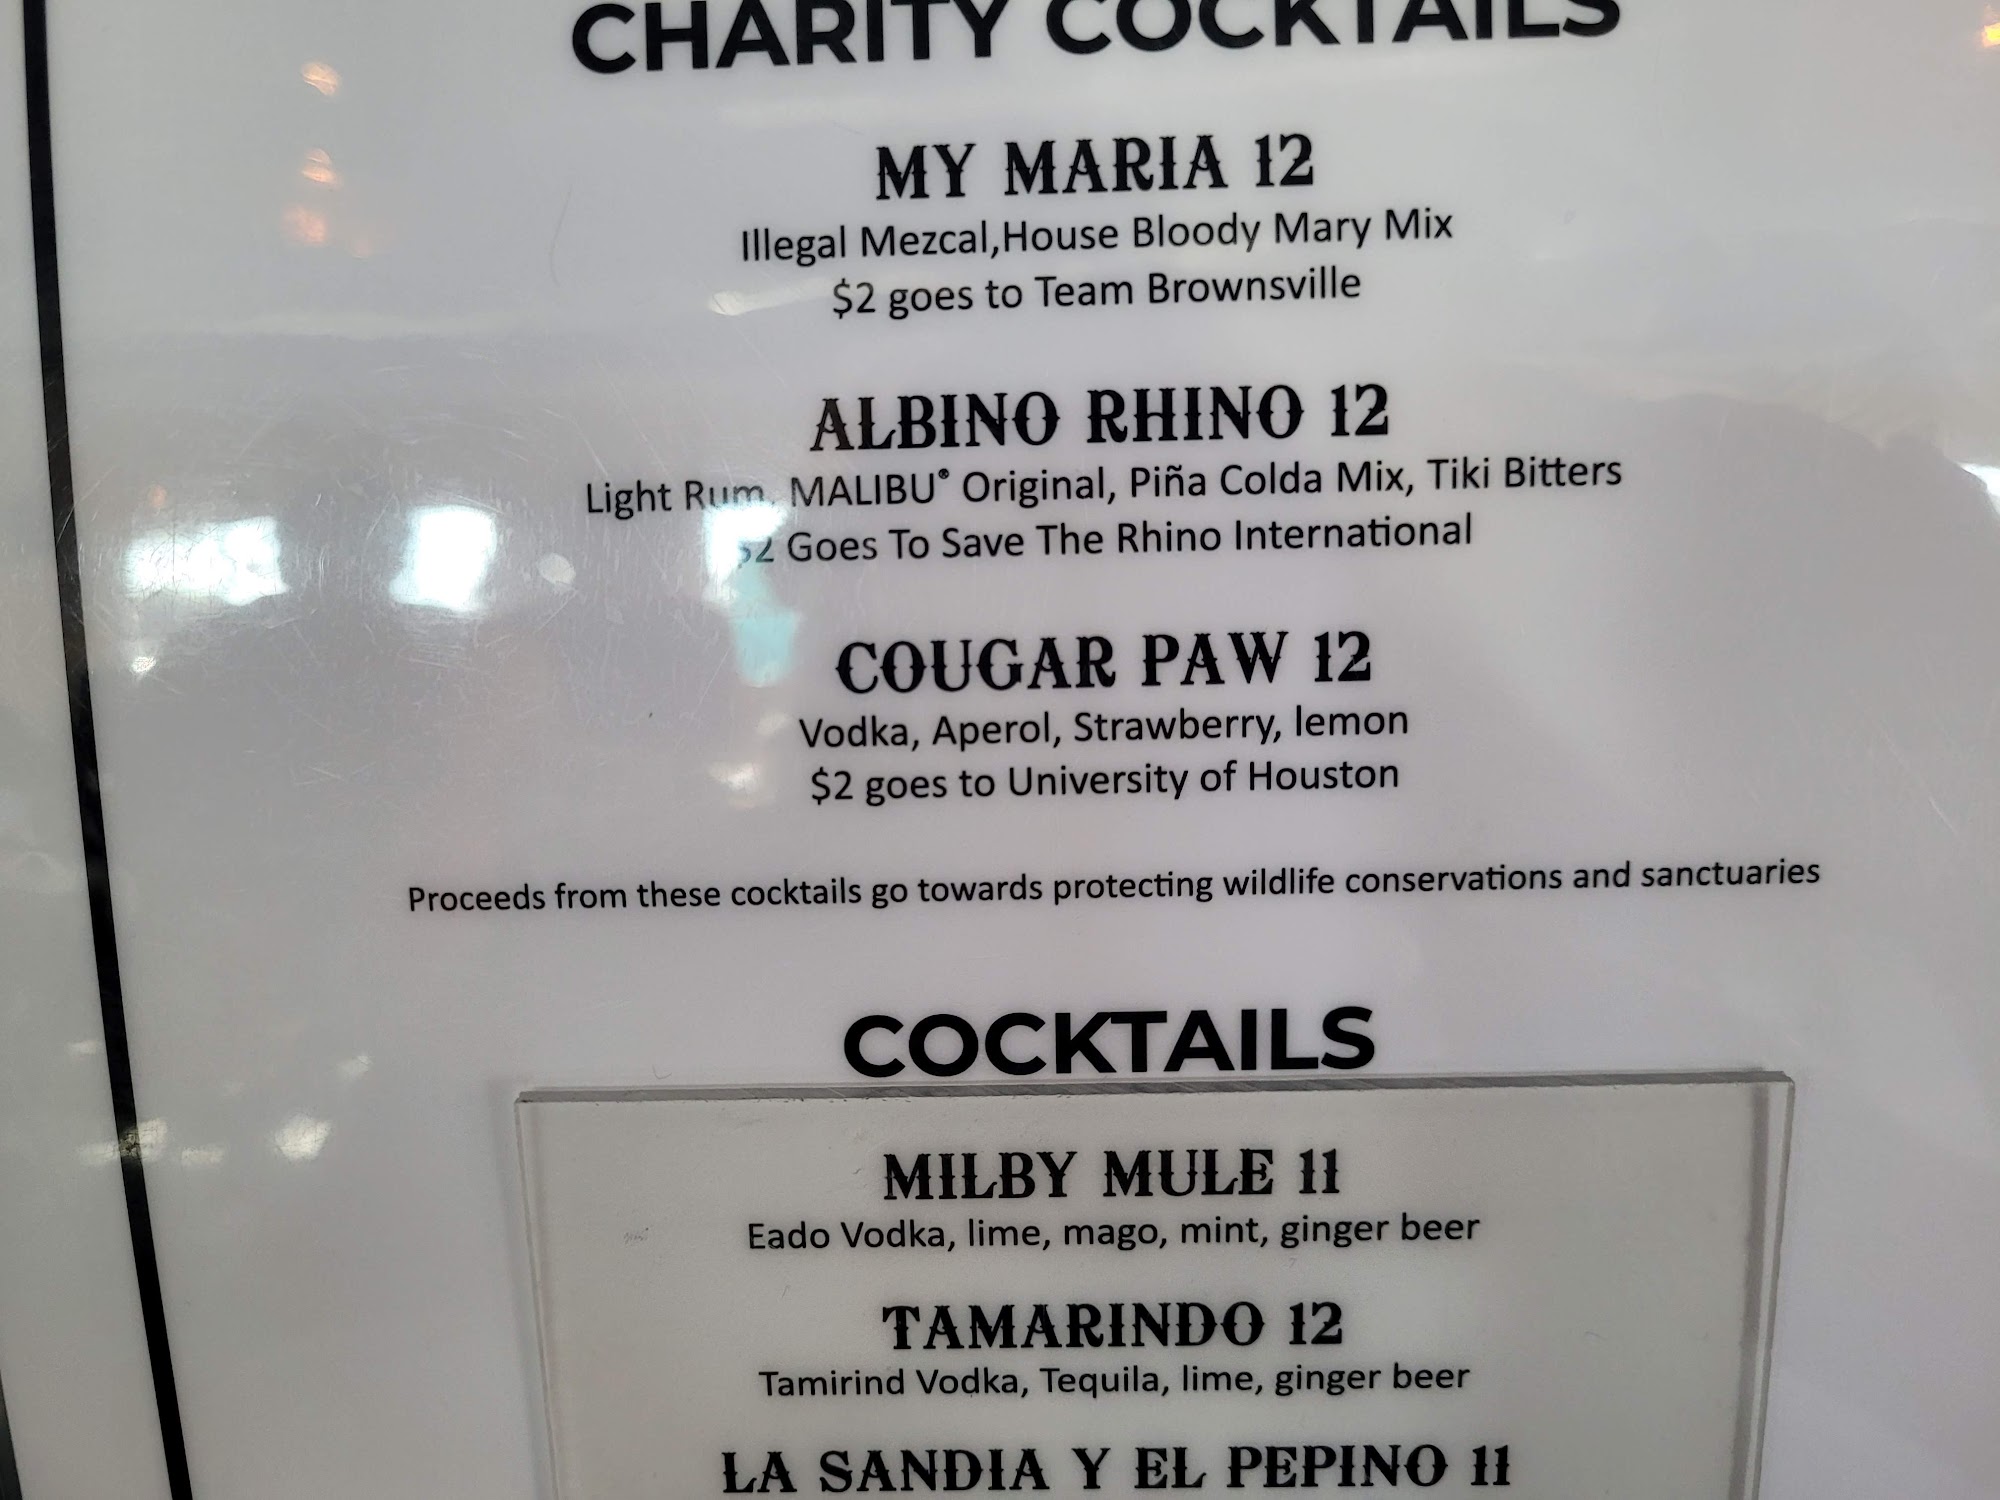 CHARITY COCKTAILS
MY MARIA 12
Illegal Mezcal,House Bloody Mary Mix
$2 goes to Team Brownsville
ALBINO RHINO 12
Light Rum, MALIBU® Original, Piña Colda Mix, Tiki Bitters
$2 Goes To Save The Rhino International
COUGAR PAW 12
Vodka, Aperol, Strawberry, lemon
$2 goes to University of Houston
Proceeds from these cocktails go towards protecting wildlife conservations and sanctuaries
COCKTAILS
MILBY MULE 11
Eado Vodka, lime, mago, mint, ginger beer
TAMARINDO 12
Tamirind Vodka, Tequila, lime, ginger beer
LA SANDIA Y EL PEPINO 11